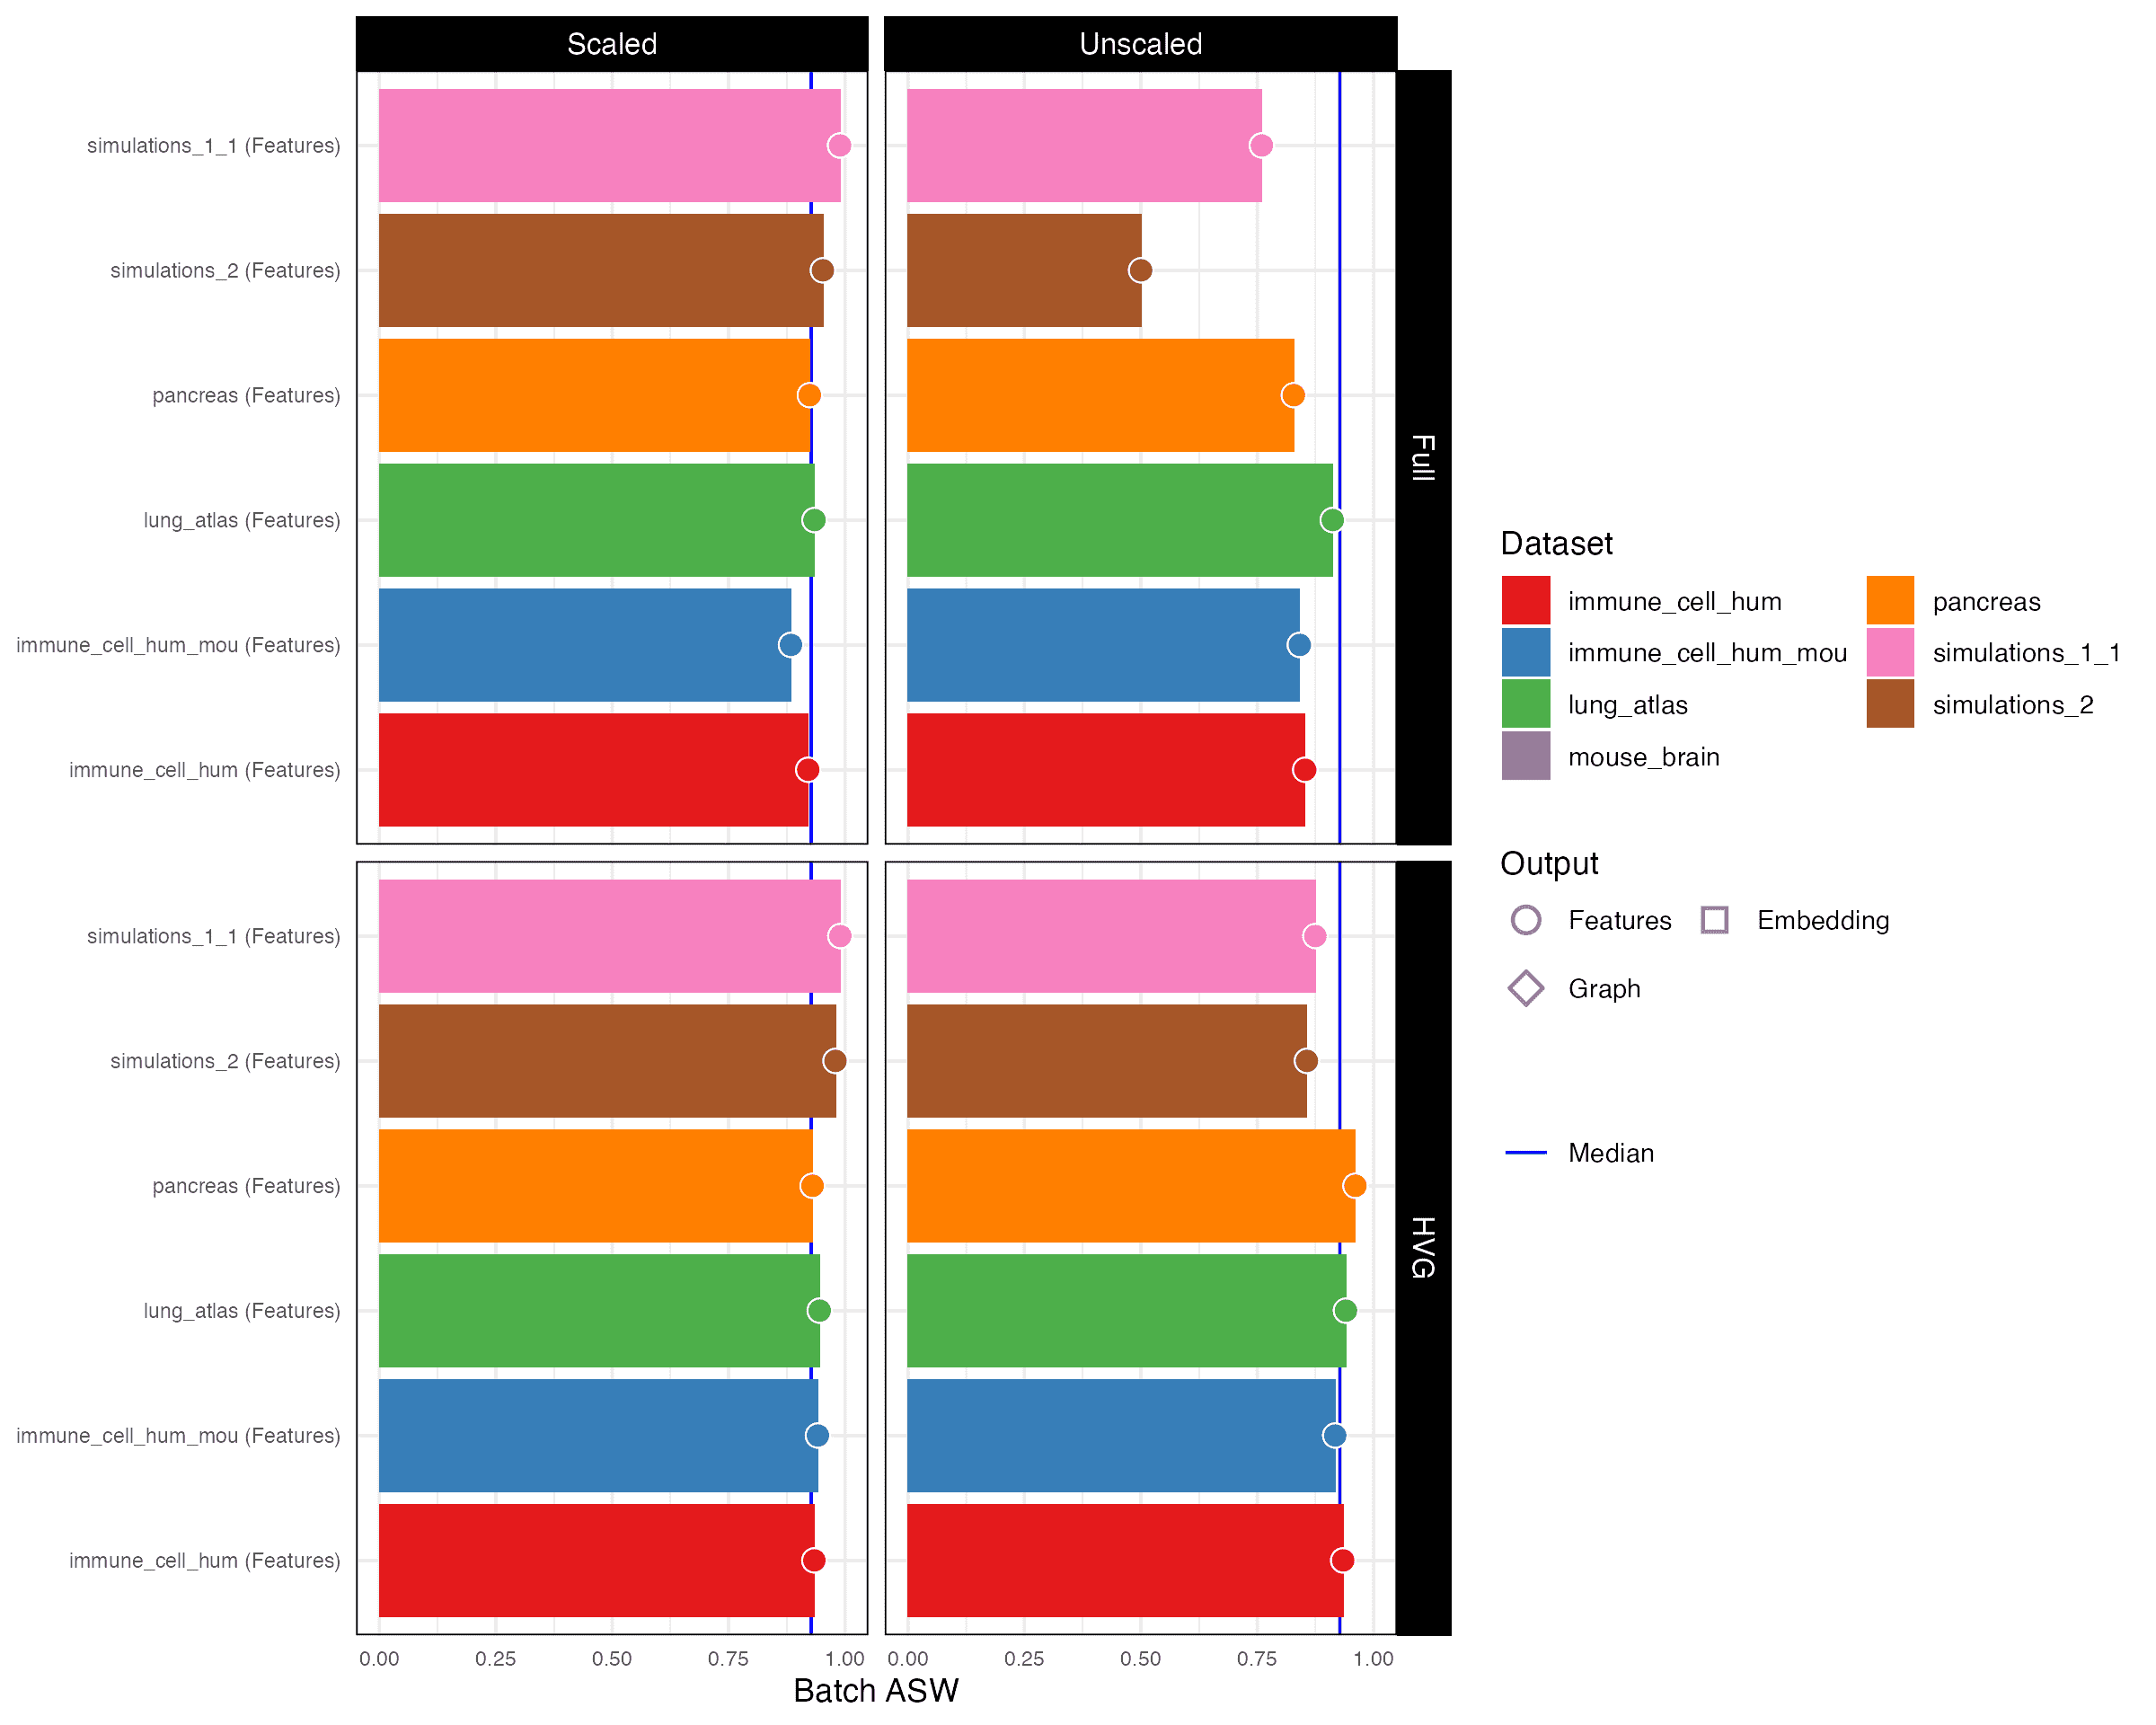 Scaled
Unscaled
simulations_1_1 (Features)
simulations_2 (Features)
pancreas (Features)
lung_atlas (Features)
immune_cell_hum_mou (Features)
immune_cell_hum (Features)
Full
simulations_1_1 (Features)
simulations_2 (Features)
pancreas (Features)
lung_atlas (Features)
immune_cell_hum_mou (Features)
immune_cell_hum (Features)
HVG
0.00 0.25 0.50 0.75 1.00 0.00 0.25 0.50 0.75 1.00
Batch ASW
Dataset
immune_cell_hum pancreas
immune_cell_hum_mou simulations_1_1
lung_atlas simulations_2
mouse_brain
Output
Features Embedding
Graph
Median